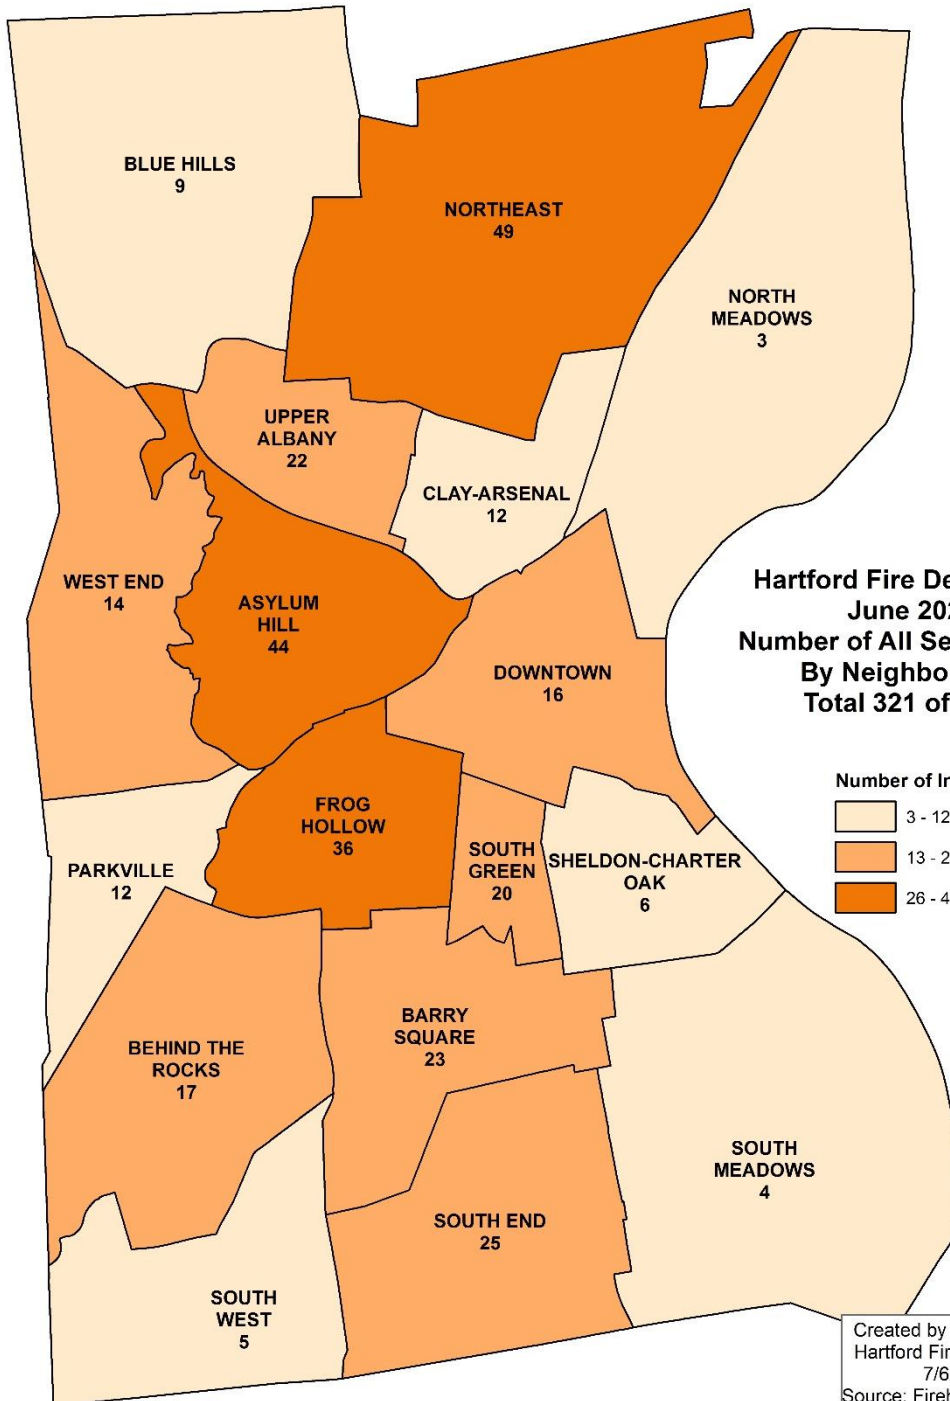 BLUE HILLS
9
NORTHEAST
49
NORTH
MEADOWS
3
UPPER
ALBANY
22
CLAY-ARSENAL
12
WEST END
14
ASYLUM
HILL
44
DOWNTOWN
16
Hartford Fire De
June 20
Number of All Se
By Neighbo
Total 321 of
Number of In
3 - 12
13 - 2
26 - 4
FROG
HOLLOW
36
SOUTH
GREEN
20
SHELDON-CHARTER
OAK
6
PARKVILLE
12
BEHIND THE
ROCKS
17
BARRY
SQUARE
23
SOUTH
MEADOWS
4
SOUTH END
25
SOUTH
WEST
5
Created by
Hartford Fir
7/6
Source: Fireh